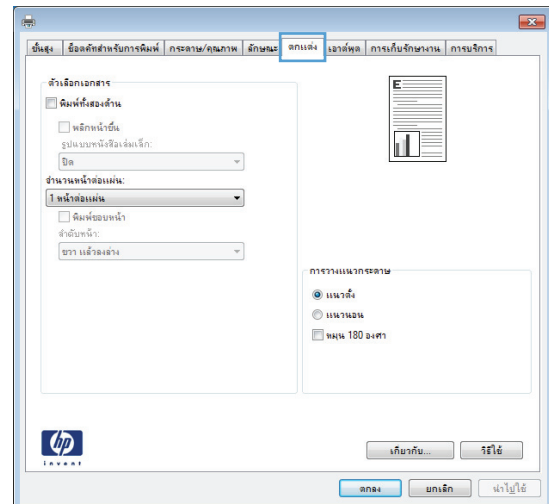 ขั้นสูง ช็อตคัทสำหรับการพิมพ์ กระดาษ/คุณภาพ ลักษณะ ตกแต่ง เอาต์พุต การเก็บรักษางาน การบริการ
ตัวเลือกเอกสาร
พิมพ์ทั้งสองด้าน
พลิกหน้าขึ้น
รูปแบบหนังสือเล่มเล็ก:
ปิด
จำนวนหน้าต่อแผ่น:
1 หน้าต่อแผ่น
พิมพ์ขอบหน้า
ลำดับหน้า:
ขวา แล้วลงล่าง
E
การวางแนวกระดาษ
แนวตั้ง
แนวนอน
หมุน 180 องศา
hp
invent
เกี่ยวกับ... วิธีใช้
ตกลง ยกเลิก นำไปใช้